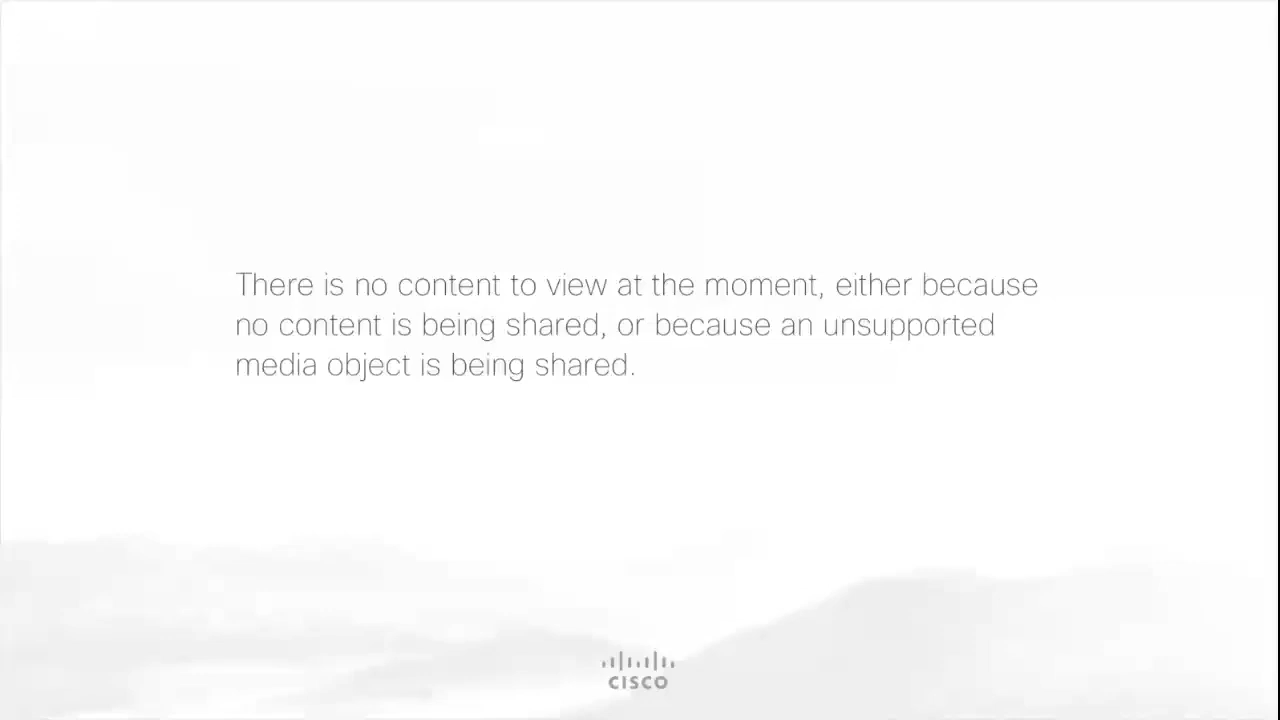 There is no content to view at the moment, either because
no content is being shared, or because an unsupported
media object is being shared.
CISCO